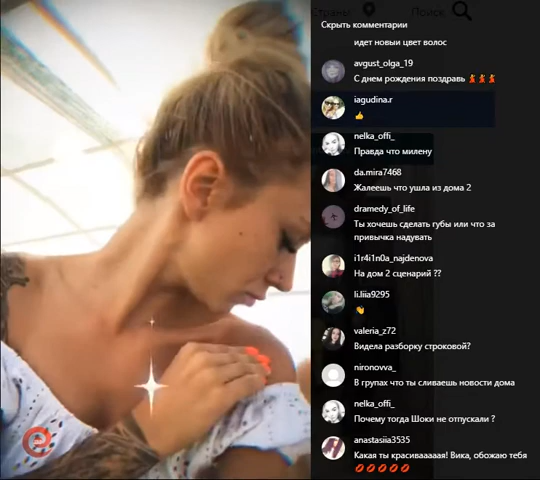 Страны
Поиск
Скрыть комментарии
идет новый цвет волос
avgust_olga_19
С днем рождения поздравь
iagudina.r
nelka_offi_
Правда что милену
da.mira7468
Жалеешь что ушла из дома 2
dramedy_of_life
Ты хочешь сделать губы или что за
привычка надувать
i1r4i1n0a_najdenova
На дом 2 сценарий ??
li.liia9295
valeria_z72
Видела разборку строковой?
nironovva_
В групах что ты сливаешь новости дома
nelka_offi_
Почему тогда Шоки не отпускали ?
anastasiia3535
Какая ты красиваааааая! Вика, обожаю тебя